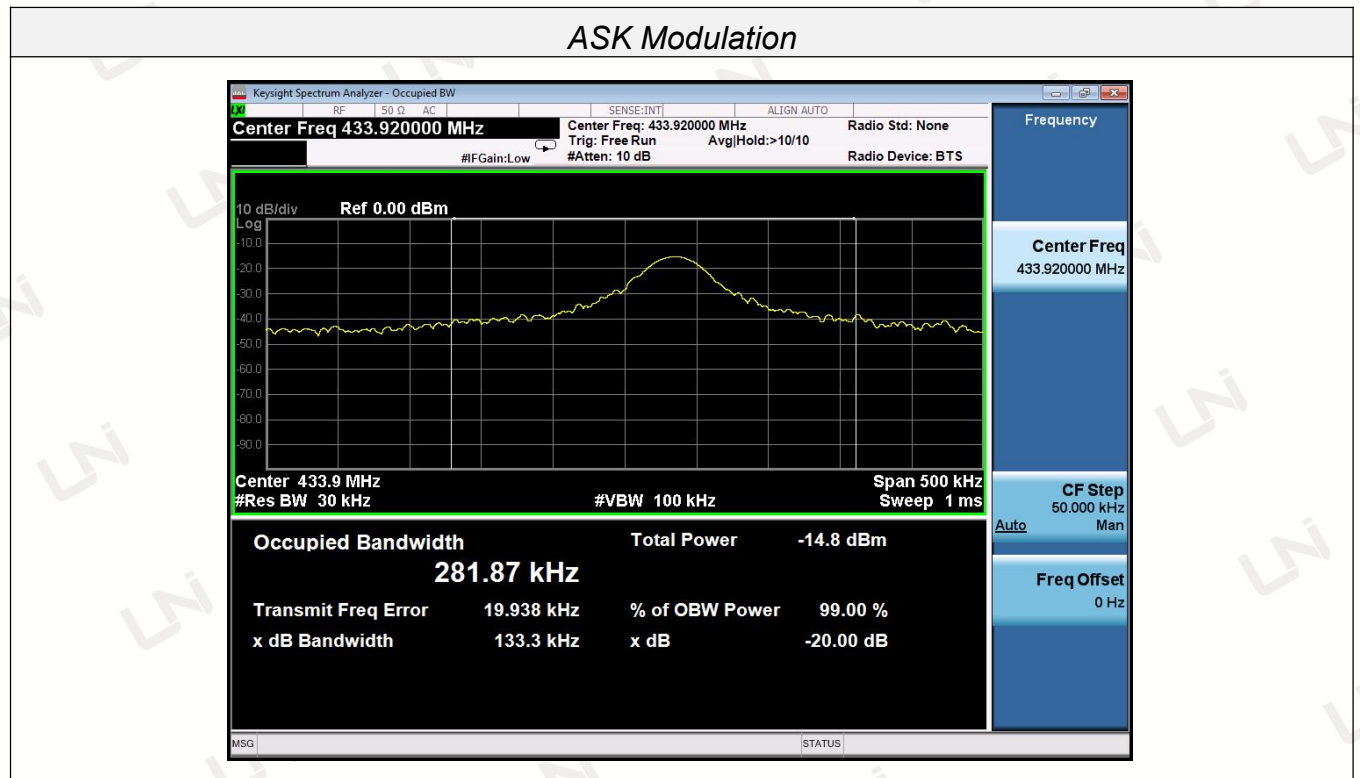 ASK Modulation
Keysight Spectrum Analyzer - Occupied BW
LXI RF 50 Ω AC SENSE:INT ALIGN AUTO
Center Freq 433.920000 MHz
Center Freq: 433.920000 MHz Radio Std: None
Trig: Free Run Avg|Hold:>10/10
#IFGain:Low #Atten: 10 dB Radio Device: BTS
10 dB/div Ref 0.00 dBm
Log
-10.0
-20.0
-30.0
-40.0
-50.0
-60.0
-70.0
-80.0
-90.0
Center 433.9 MHz Span 500 kHz
#Res BW 30 kHz #VBW 100 kHz Sweep 1 ms
Occupied Bandwidth Total Power -14.8 dBm
281.87 kHz
Transmit Freq Error 19.938 kHz % of OBW Power 99.00 %
x dB Bandwidth 133.3 kHz x dB -20.00 dB
MSG STATUS
Frequency
Center Freq
433.920000 MHz
CF Step
50.000 kHz
Auto Man
Freq Offset
0 Hz
LNi
LNi
LNi
LNi
LNi
LNi